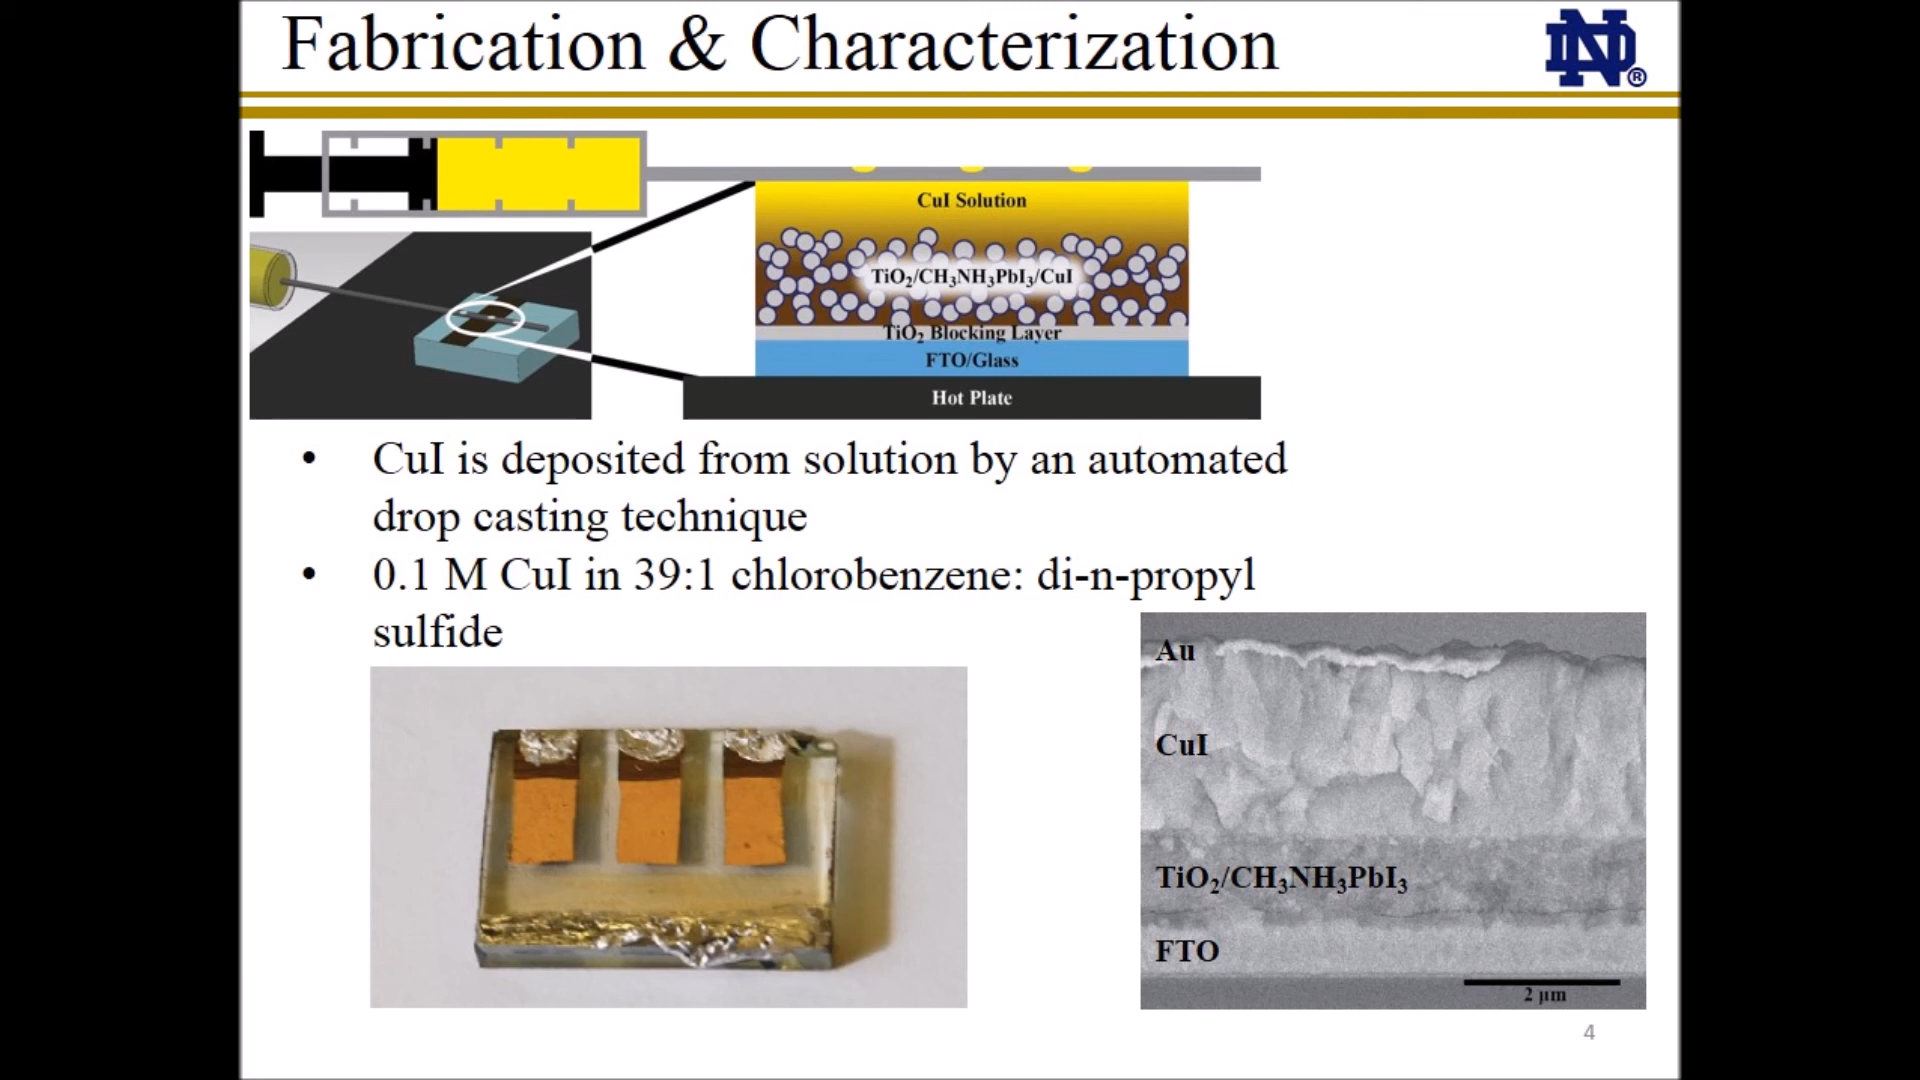 Fabrication & Characterization
ND®
CuI Solution
TiO₂/CH₃NH₃PbI₃/CuI
TiO₂ Blocking Layer
FTO/Glass
Hot Plate
• CuI is deposited from solution by an automated
drop casting technique
• 0.1 M CuI in 39:1 chlorobenzene: di-n-propyl
sulfide
Au
CuI
TiO₂/CH₃NH₃PbI₃
FTO
2 µm
4